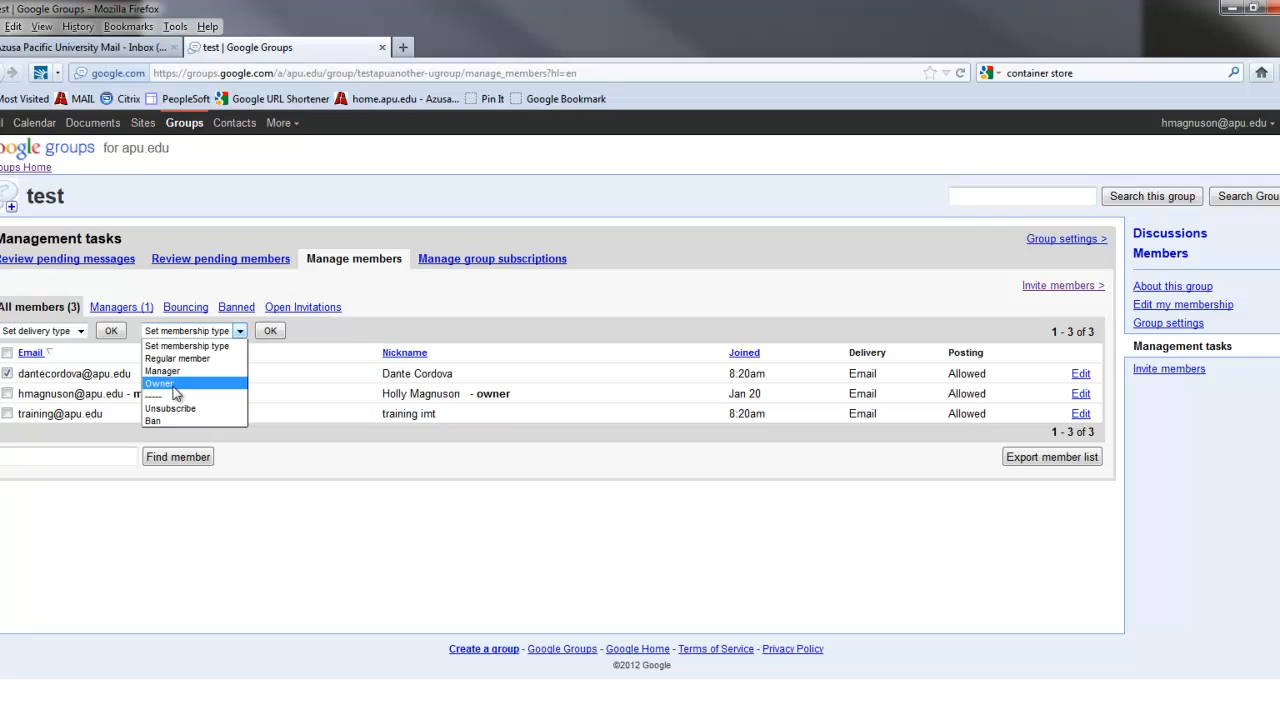 est | Google Groups - Mozilla Firefox
Edit View History Bookmarks Tools Help
Azusa Pacific University Mail - Inbox (... test | Google Groups
google.com https://groups.google.com/a/apu.edu/group/testapuanother-ugroup/manage_members?hl=en container store
Most Visited MAIL Citrix PeopleSoft Google URL Shortener home.apu.edu - Azusa... Pin It Google Bookmark
l Calendar Documents Sites Groups Contacts More hmagnuson@apu.edu
oogle groups for apu.edu
oups Home
test Search this group Search Grou
Management tasks Group settings >
Review pending messages Review pending members Manage members Manage group subscriptions
Invite members >
All members (3) Managers (1) Bouncing Banned Open Invitations
Set delivery type OK Set membership type OK 1 - 3 of 3
Set membership type
Regular member
Manager
Owner
-----
Unsubscribe
Ban
Email Nickname Joined Delivery Posting
dantecordova@apu.edu Dante Cordova 8:20am Email Allowed Edit
hmagnuson@apu.edu - m Holly Magnuson - owner Jan 20 Email Allowed Edit
training@apu.edu training imt 8:20am Email Allowed Edit
1 - 3 of 3
Find member Export member list
Discussions
Members
About this group
Edit my membership
Group settings
Management tasks
Invite members
Create a group - Google Groups - Google Home - Terms of Service - Privacy Policy
©2012 Google